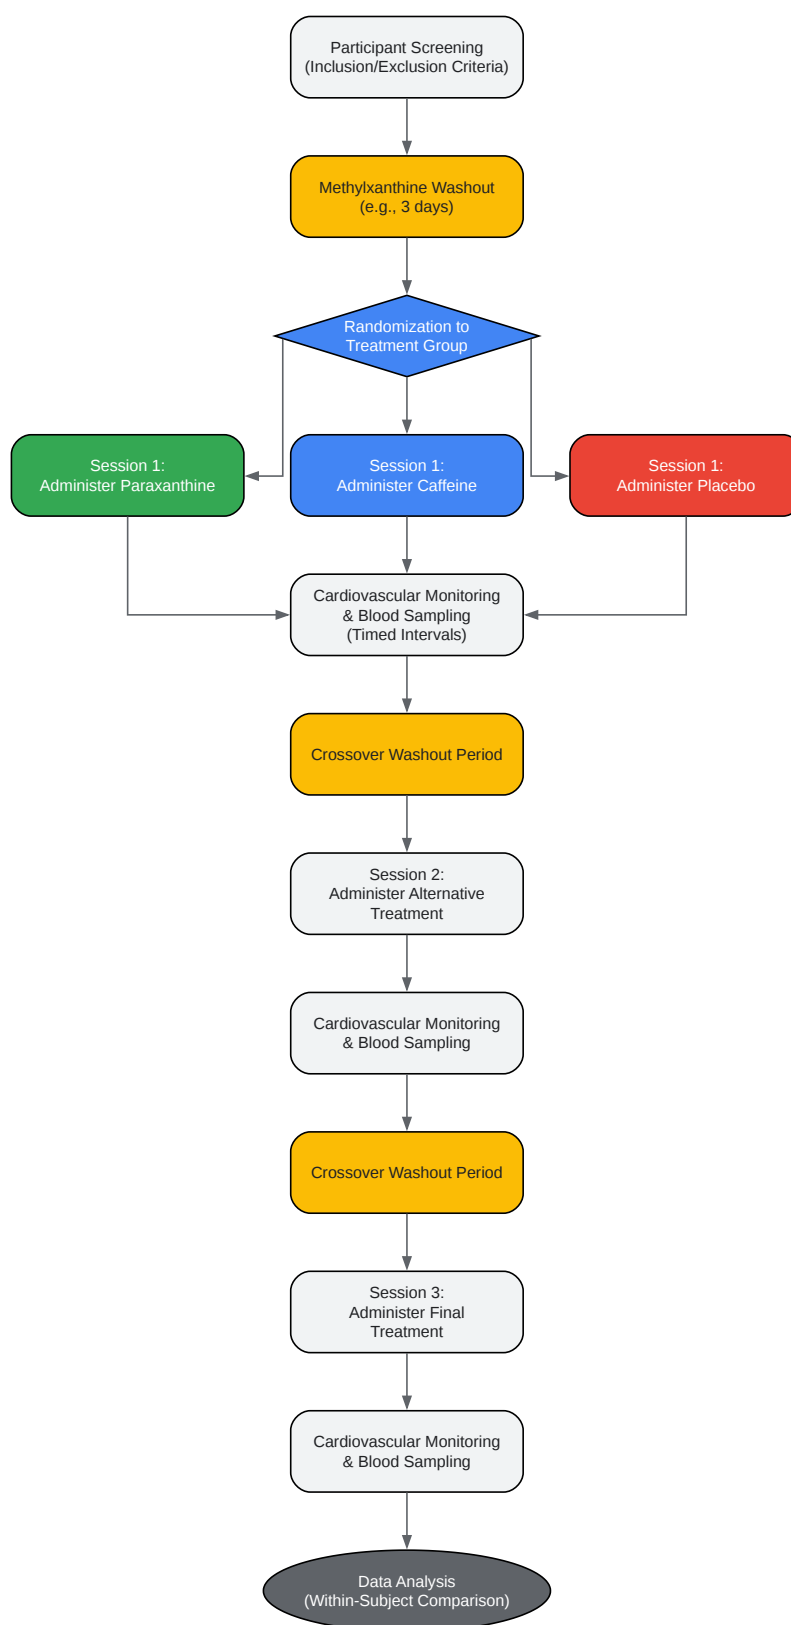 Participant Screening
(Inclusion/Exclusion Criteria)
Methylxanthine Washout
(e.g., 3 days)
Randomization to
Treatment Group
Session 1:
Administer Paraxanthine
Session 1:
Administer Caffeine
Session 1:
Administer Placebo
Cardiovascular Monitoring
& Blood Sampling
(Timed Intervals)
Crossover Washout Period
Session 2:
Administer Alternative
Treatment
Cardiovascular Monitoring
& Blood Sampling
Crossover Washout Period
Session 3:
Administer Final
Treatment
Cardiovascular Monitoring
& Blood Sampling
Data Analysis
(Within-Subject Comparison)